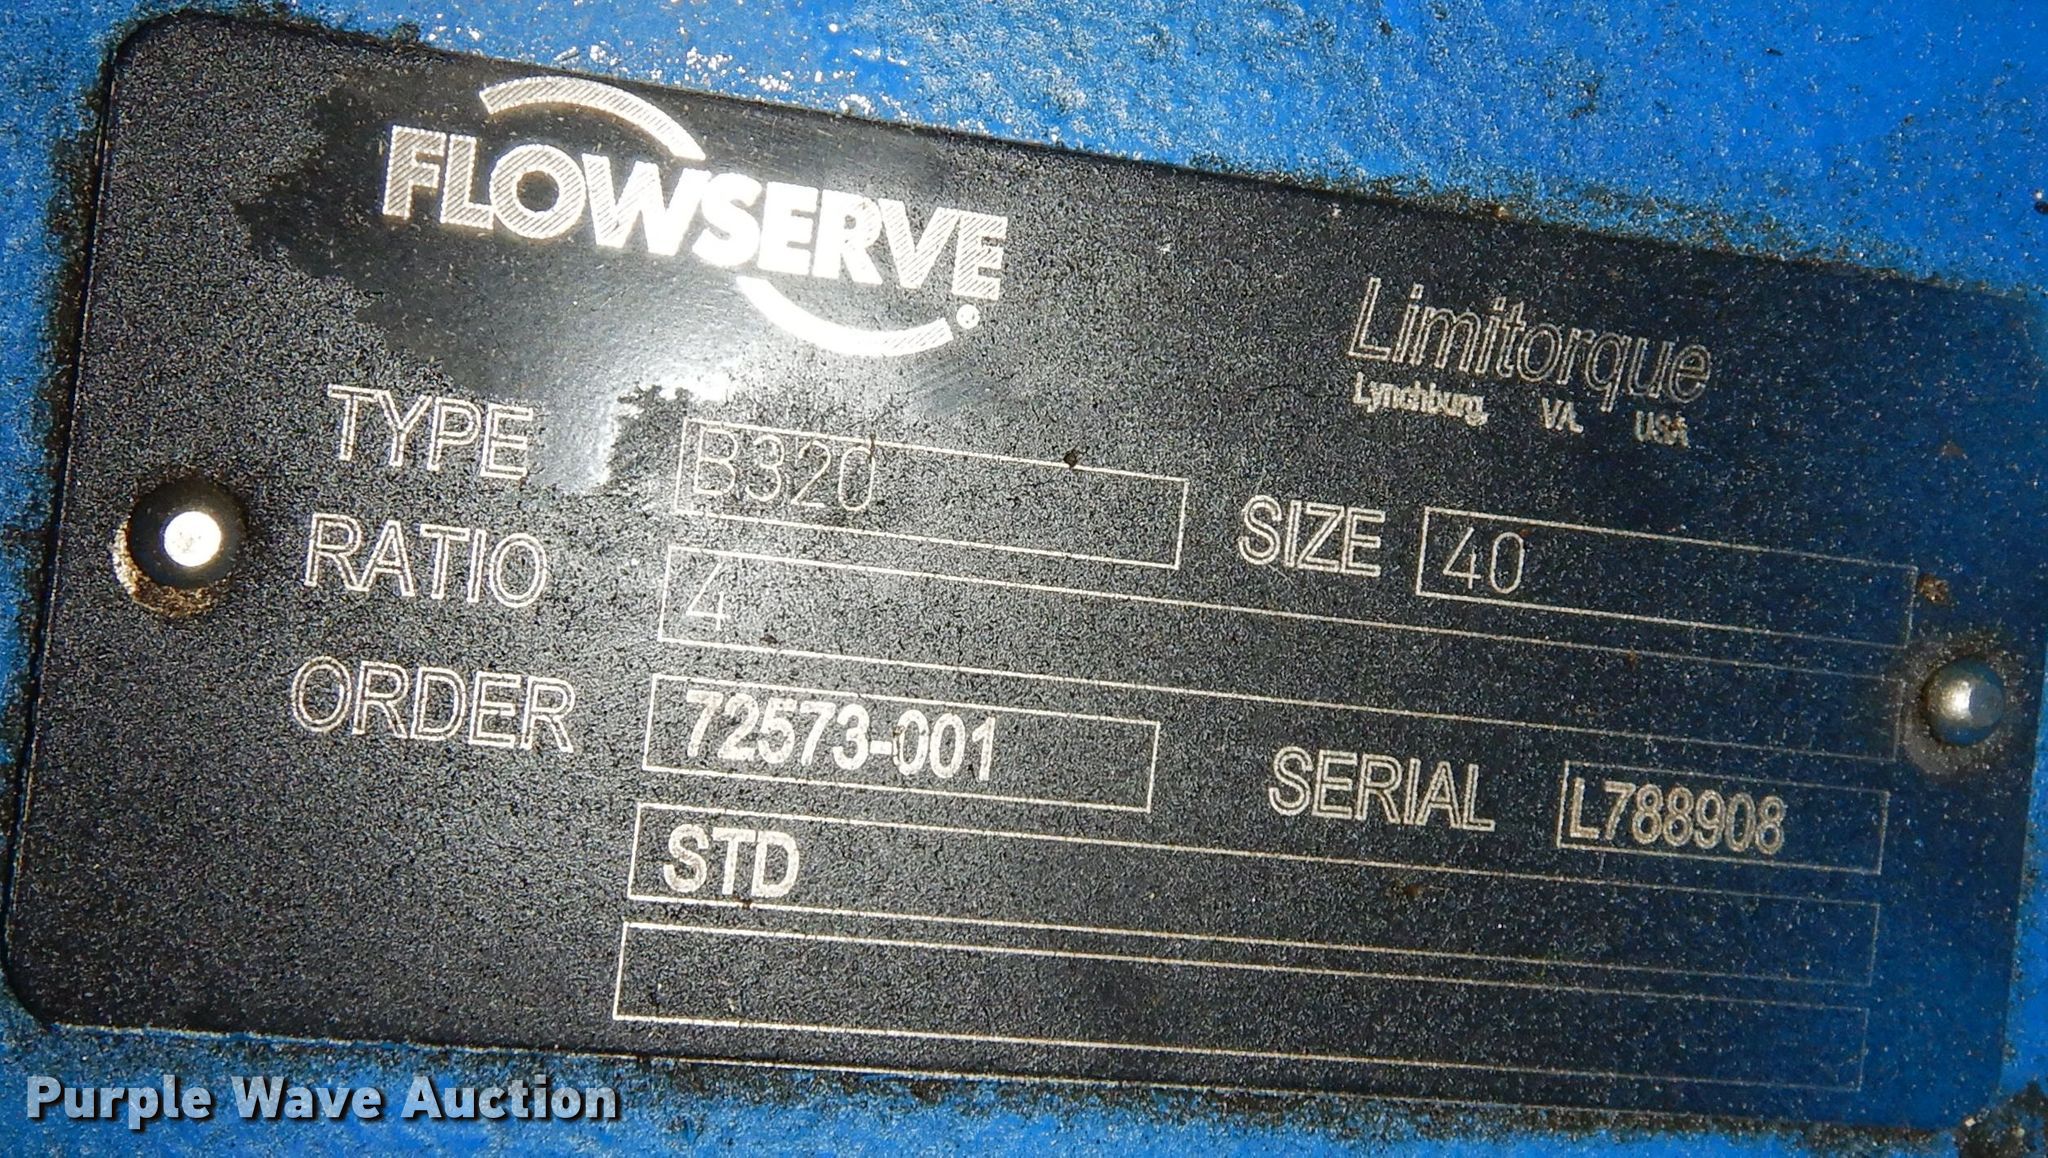 FLOWSERVE®
Limitorque
Lynchburg, VA. USA
TYPE B320 SIZE 40
RATIO 4
ORDER 72573-001 SERIAL L788908
STD
Purple Wave Auction